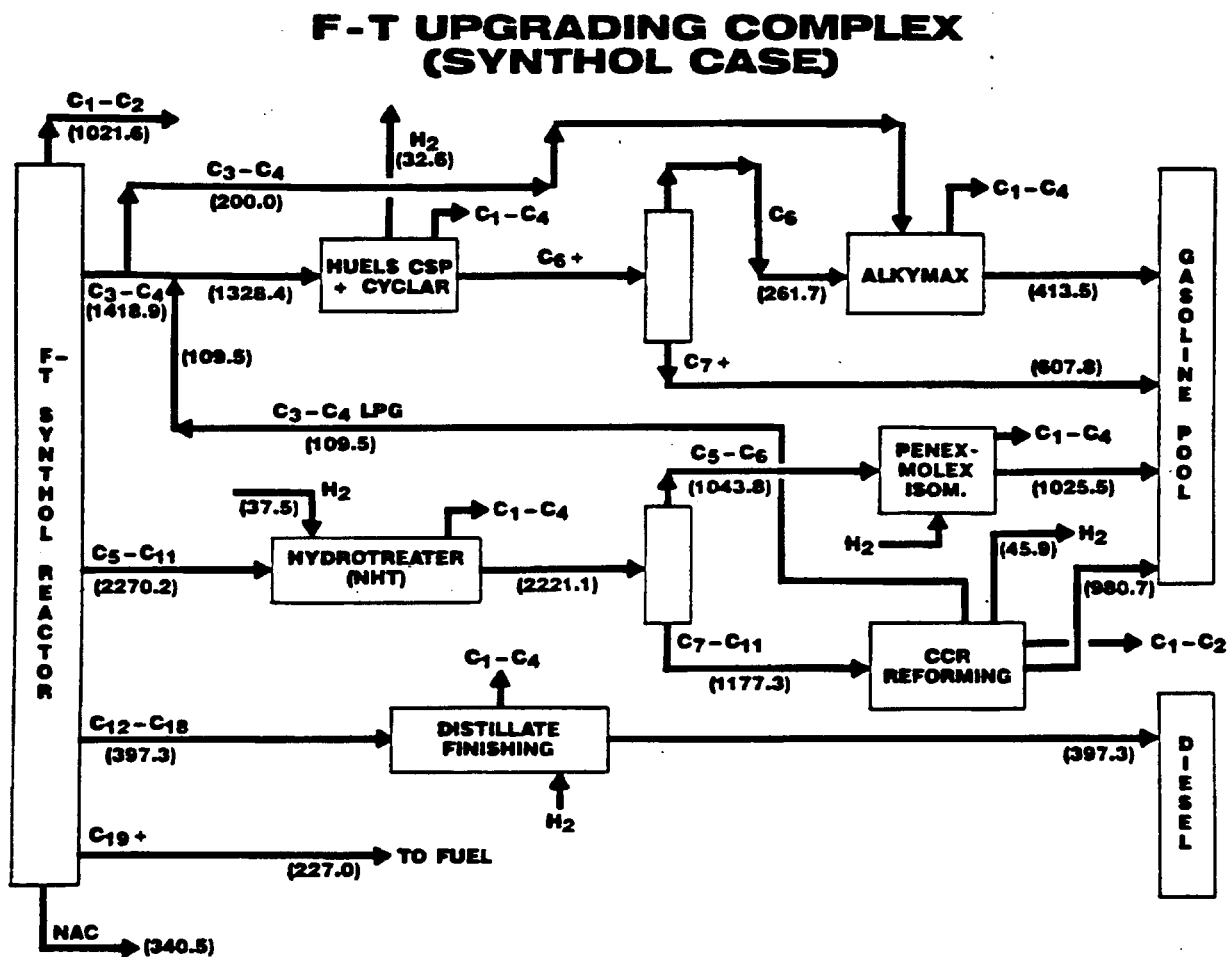 F-T UPGRADING COMPLEX
(SYNTHOL CASE)
C1-C2
(1021.6)
H2
(32.6)
C3-C4
(200.0)
C1-C4
C6
C1-C4
HUELS CSP
+ CYCLAR
C6+
ALKYMAX
C3-C4
(1418.9)
(1328.4)
(261.7)
(413.5)
(109.5)
C7+
(607.8)
C3-C4 LPG
(109.5)
C5-C6
(1043.8)
PENEX-
MOLEX
ISOM.
C1-C4
(1025.5)
H2
(37.5)
C1-C4
H2
(45.9)
H2
C5-C11
(2270.2)
HYDROTREATER
(NHT)
(2221.1)
(980.7)
C7-C11
(1177.3)
CCR
REFORMING
C1-C2
C1-C4
C12-C18
(397.3)
DISTILLATE
FINISHING
(397.3)
H2
C19+
(227.0)
TO FUEL
NAC
(340.5)
F-T SYNTHOL REACTOR
GASOLINE POOL
DIESEL